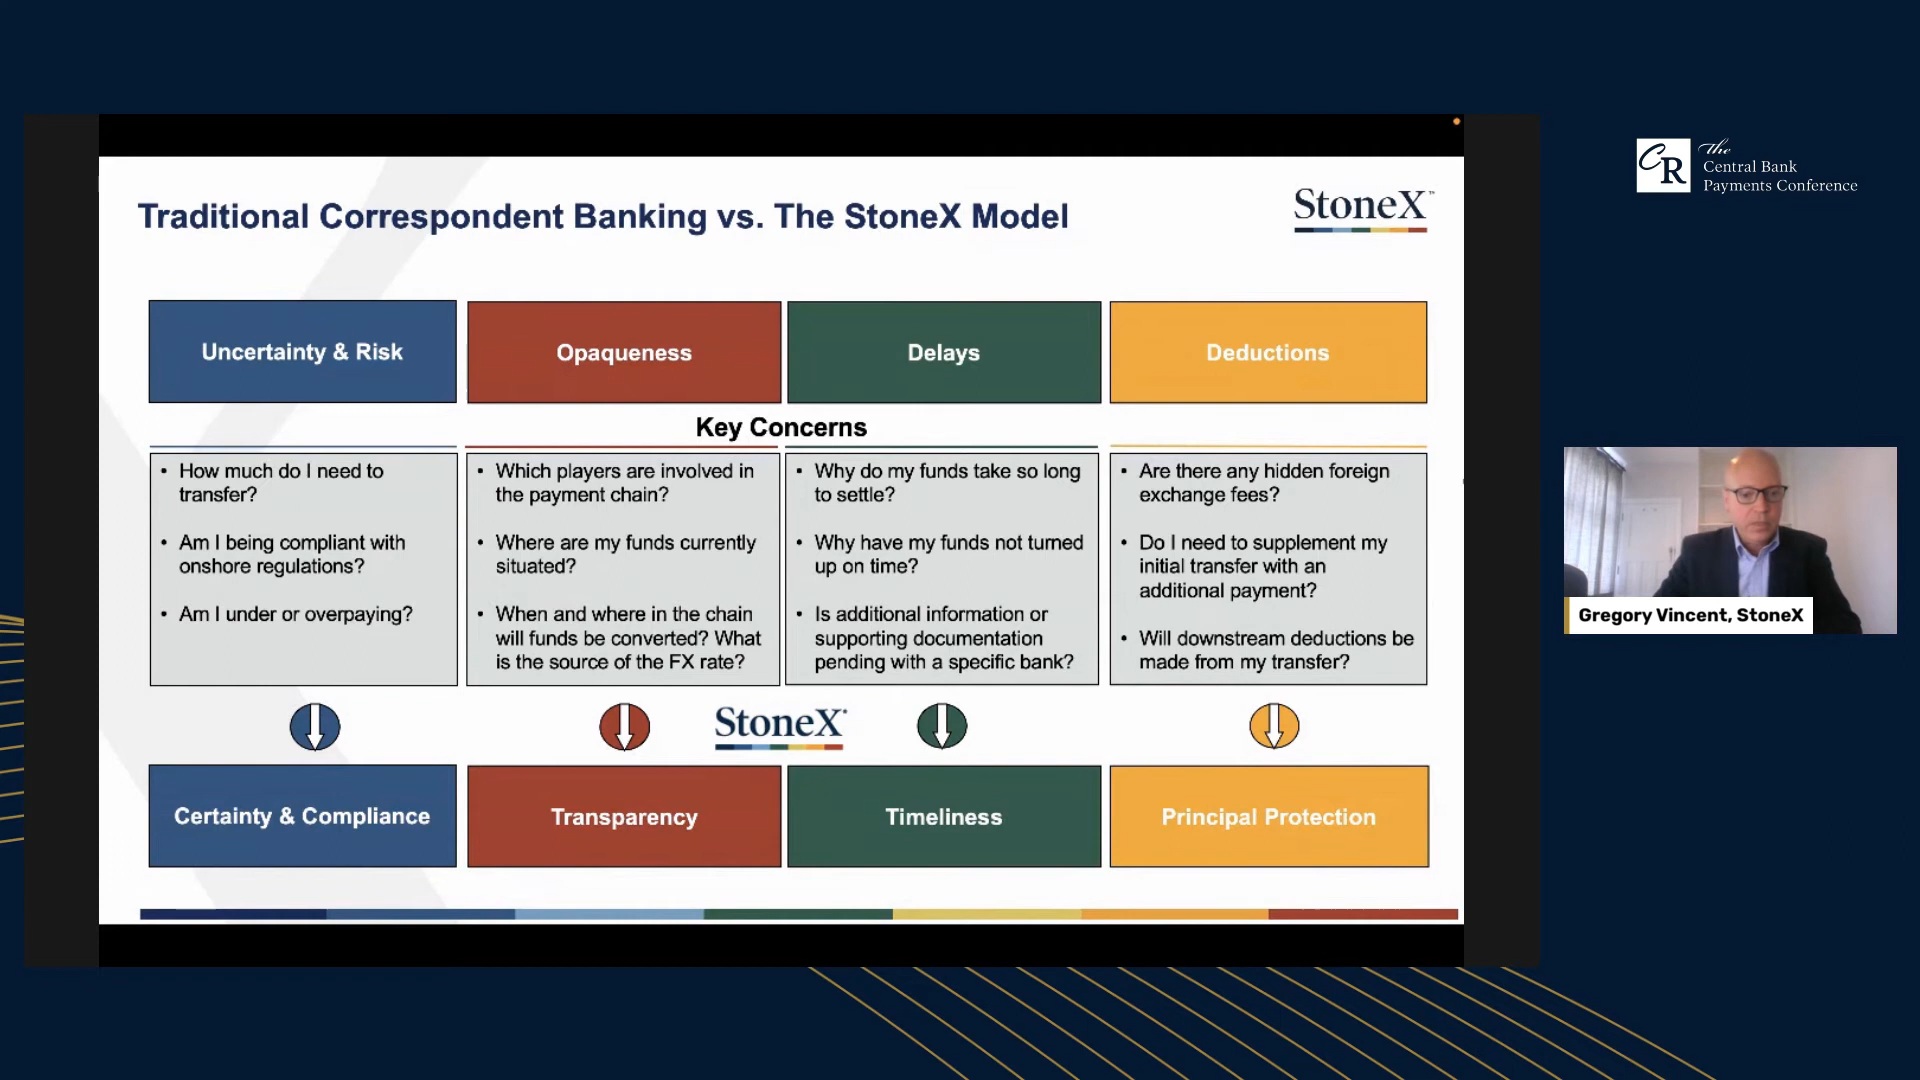 CR
The
Central Bank
Payments Conference
Traditional Correspondent Banking vs. The StoneX Model
StoneX™
Uncertainty & Risk
Opaqueness
Delays
Deductions
Key Concerns
• How much do I need to
transfer?
• Am I being compliant with
onshore regulations?
• Am I under or overpaying?
• Which players are involved in
the payment chain?
• Where are my funds currently
situated?
• When and where in the chain
will funds be converted? What
is the source of the FX rate?
• Why do my funds take so long
to settle?
• Why have my funds not turned
up on time?
• Is additional information or
supporting documentation
pending with a specific bank?
• Are there any hidden foreign
exchange fees?
• Do I need to supplement my
initial transfer with an
additional payment?
• Will downstream deductions be
made from my transfer?
StoneX
Certainty & Compliance
Transparency
Timeliness
Principal Protection
Gregory Vincent, StoneX